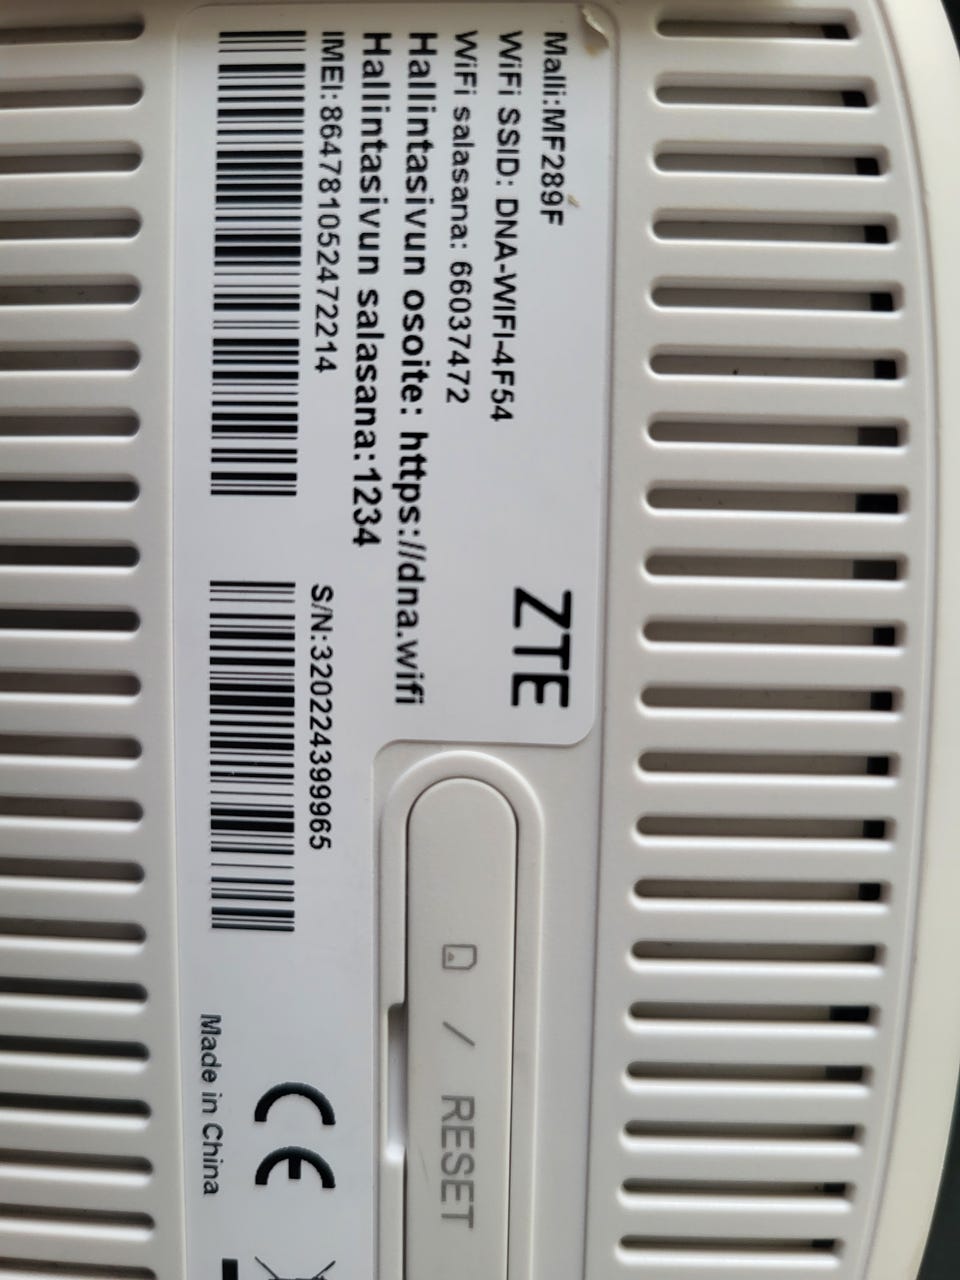 Malli:MF289F
WiFi SSID: DNA-WIFI-4F54
WiFi salasana: 66037472
Hallintasivun osoite: https://dna.wifi
Hallintasivun salasana:1234
IMEI:864781052472214
ZTE
S/N:320224399965
/ RESET
CE
Made in China